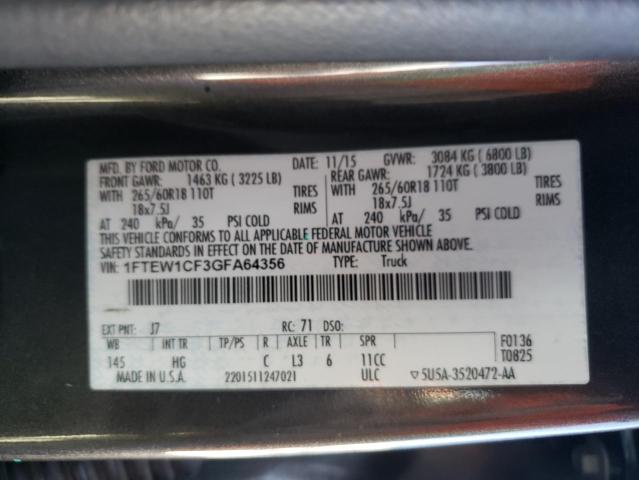 MFD. BY FORD MOTOR CO. DATE: 11/15 GVWR: 3084 KG ( 6800 LB)
FRONT GAWR: 1463 KG ( 3225 LB) REAR GAWR: 1724 KG ( 3800 LB)
WITH 265/60R18 110T TIRES WITH 265/60R18 110T TIRES
18x7.5J RIMS 18x7.5J RIMS
AT 240 kPa/ 35 PSI COLD AT 240 kPa/ 35 PSI COLD
THIS VEHICLE CONFORMS TO ALL APPLICABLE FEDERAL MOTOR VEHICLE
SAFETY STANDARDS IN EFFECT ON THE DATE OF MANUFACTURE SHOWN ABOVE.
VIN: 1FTEW1CF3GFA64356 TYPE: Truck
EXT PNT: J7 RC: 71 DSO:
WB INT TR TP/PS R AXLE TR SPR F0136
145 HG C L3 6 11CC T0825
MADE IN U.S.A. 2201511247021 ULC ▽5U5A-3520472-AA